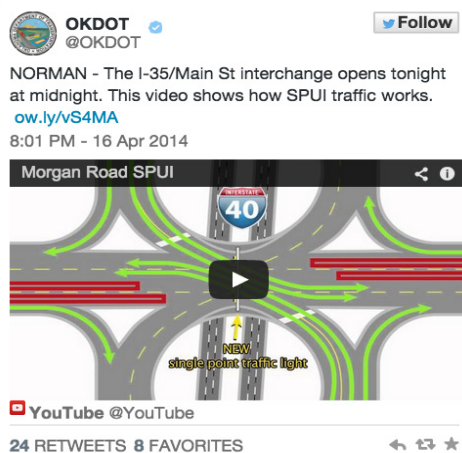 OKDOT
@OKDOT
Follow
NORMAN - The I-35/Main St interchange opens tonight
at midnight. This video shows how SPUI traffic works.
ow.ly/vS4MA
8:01 PM - 16 Apr 2014
Morgan Road SPUI
INTERSTATE
40
NEW
single point traffic light
YouTube @YouTube
24 RETWEETS 8 FAVORITES